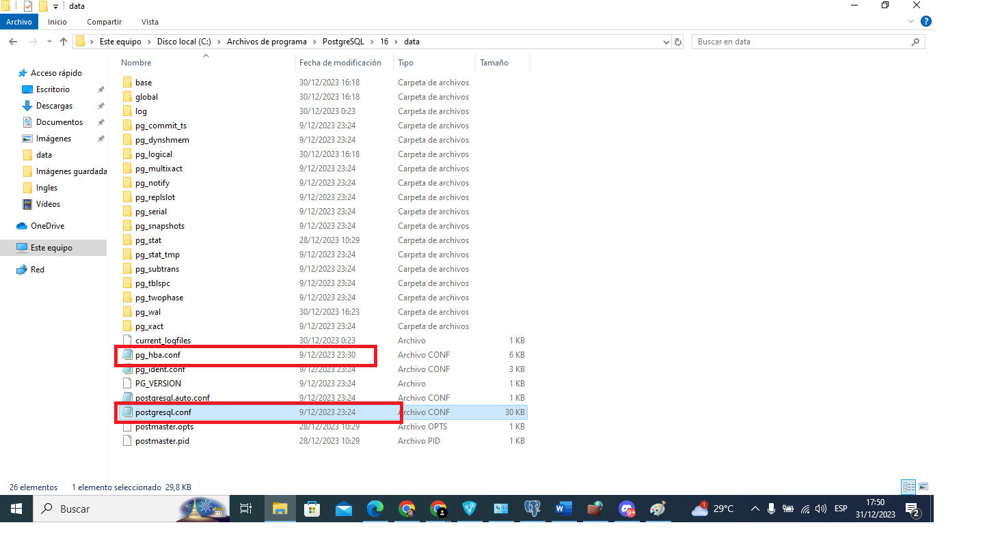 data
Archivo Inicio Compartir Vista
Este equipo Disco local (C:) Archivos de programa PostgreSQL 16 data Buscar en data
Nombre Fecha de modificación Tipo Tamaño
Acceso rápido
Escritorio
Descargas
Documentos
Imágenes
data
Imágenes guardada
Ingles
Vídeos
OneDrive
Este equipo
Red
base 30/12/2023 16:18 Carpeta de archivos
global 30/12/2023 16:18 Carpeta de archivos
log 30/12/2023 0:23 Carpeta de archivos
pg_commit_ts 9/12/2023 23:24 Carpeta de archivos
pg_dynshmem 9/12/2023 23:24 Carpeta de archivos
pg_logical 30/12/2023 16:18 Carpeta de archivos
pg_multixact 9/12/2023 23:24 Carpeta de archivos
pg_notify 9/12/2023 23:24 Carpeta de archivos
pg_replslot 9/12/2023 23:24 Carpeta de archivos
pg_serial 9/12/2023 23:24 Carpeta de archivos
pg_snapshots 9/12/2023 23:24 Carpeta de archivos
pg_stat 28/12/2023 10:29 Carpeta de archivos
pg_stat_tmp 9/12/2023 23:24 Carpeta de archivos
pg_subtrans 9/12/2023 23:24 Carpeta de archivos
pg_tblspc 9/12/2023 23:24 Carpeta de archivos
pg_twophase 9/12/2023 23:24 Carpeta de archivos
pg_wal 30/12/2023 16:23 Carpeta de archivos
pg_xact 9/12/2023 23:24 Carpeta de archivos
current_logfiles 30/12/2023 0:23 Archivo 1 KB
pg_hba.conf 9/12/2023 23:30 Archivo CONF 6 KB
pg_ident.conf 9/12/2023 23:24 Archivo CONF 3 KB
PG_VERSION 9/12/2023 23:24 Archivo 1 KB
postgresql.auto.conf 9/12/2023 23:24 Archivo CONF 1 KB
postgresql.conf 9/12/2023 23:24 Archivo CONF 30 KB
postmaster.opts 28/12/2023 10:29 Archivo OPTS 1 KB
postmaster.pid 28/12/2023 10:29 Archivo PID 1 KB
26 elementos 1 elemento seleccionado 29,8 KB
Buscar 9+ 1 29°C ESP 17:50
31/12/2023 2